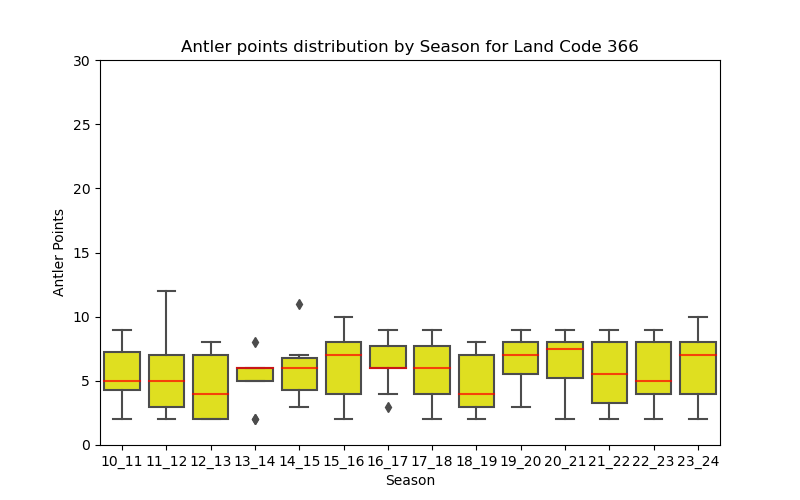 Antler points distribution by Season for Land Code 366
30
25
20
15
10
5
0
Antler Points
10_11 11_12 12_13 13_14 14_15 15_16 16_17 17_18 18_19 19_20 20_21 21_22 22_23 23_24
Season